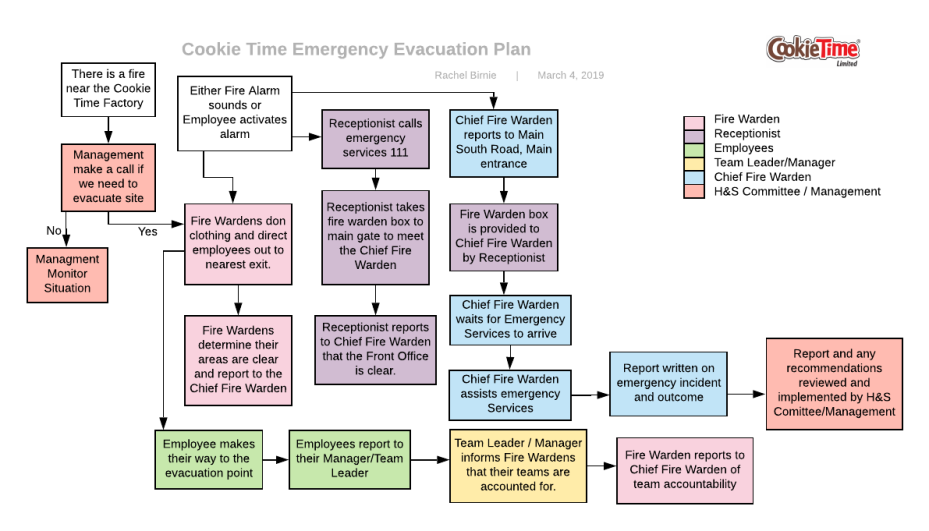 Cookie Time Emergency Evacuation Plan
Rachel Birnie | March 4, 2019
CookieTime
Limited
There is a fire
near the Cookie
Time Factory
Either Fire Alarm
sounds or
Employee activates
alarm
Receptionist calls
emergency
services 111
Chief Fire Warden
reports to Main
South Road, Main
entrance
Fire Warden
Receptionist
Employees
Team Leader/Manager
Chief Fire Warden
H&S Committee / Management
Management
make a call if
we need to
evacuate site
No
Yes
Managment
Monitor
Situation
Fire Wardens don
clothing and direct
employees out to
nearest exit.
Receptionist takes
fire warden box to
main gate to meet
the Chief Fire
Warden
Fire Warden box
is provided to
Chief Fire Warden
by Receptionist
Chief Fire Warden
waits for Emergency
Services to arrive
Fire Wardens
determine their
areas are clear
and report to the
Chief Fire Warden
Receptionist reports
to Chief Fire Warden
that the Front Office
is clear.
Chief Fire Warden
assists emergency
Services
Report written on
emergency incident
and outcome
Report and any
recommendations
reviewed and
implemented by H&S
Comittee/Management
Employee makes
their way to the
evacuation point
Employees report to
their Manager/Team
Leader
Team Leader / Manager
informs Fire Wardens
that their teams are
accounted for.
Fire Warden reports to
Chief Fire Warden of
team accountability